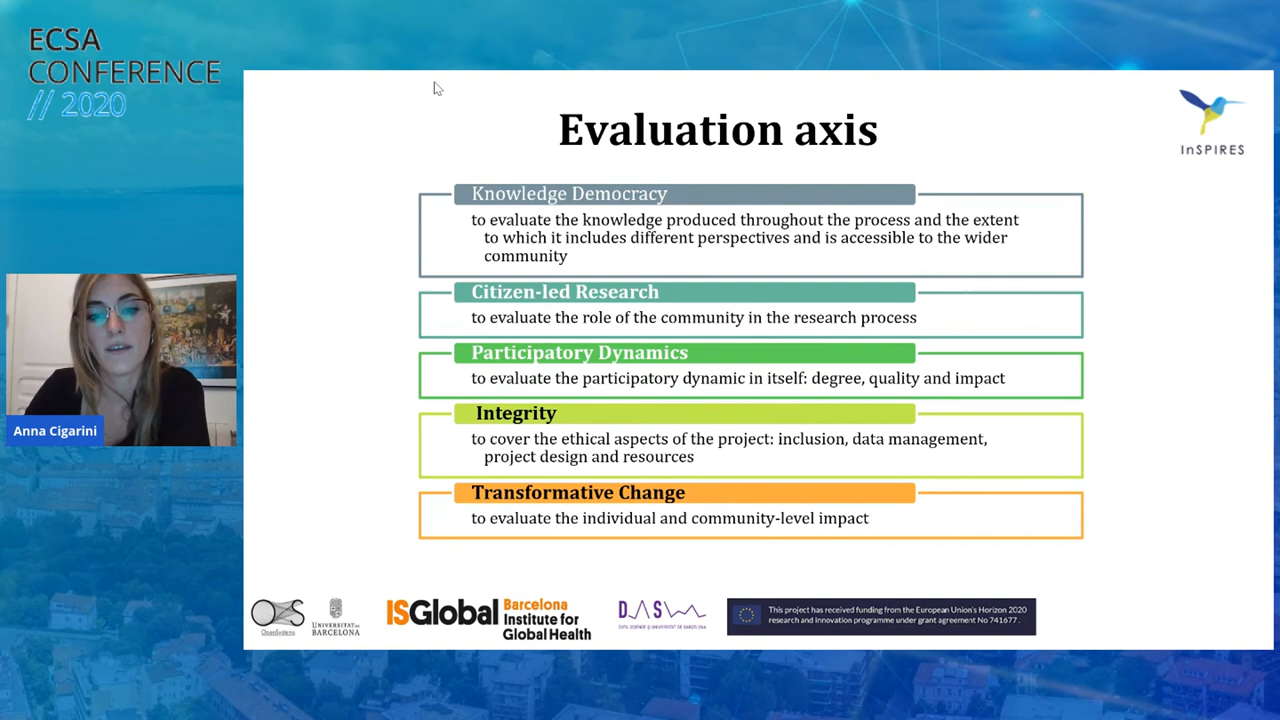 ECSA
CONFERENCE
// 2020
Evaluation axis
InSPIRES
Knowledge Democracy
to evaluate the knowledge produced throughout the process and the extent
to which it includes different perspectives and is accessible to the wider
community
Citizen-led Research
to evaluate the role of the community in the research process
Participatory Dynamics
to evaluate the participatory dynamic in itself: degree, quality and impact
Integrity
to cover the ethical aspects of the project: inclusion, data management,
project design and resources
Transformative Change
to evaluate the individual and community-level impact
Anna Cigarini
OpenSystems
UNIVERSITAT DE
BARCELONA
ISGlobal
Barcelona
Institute for
Global Health
DATA SCIENCE @ UNIVERSITAT DE BARCELONA
This project has received funding from the European Union's Horizon 2020
research and innovation programme under grant agreement No 741677.